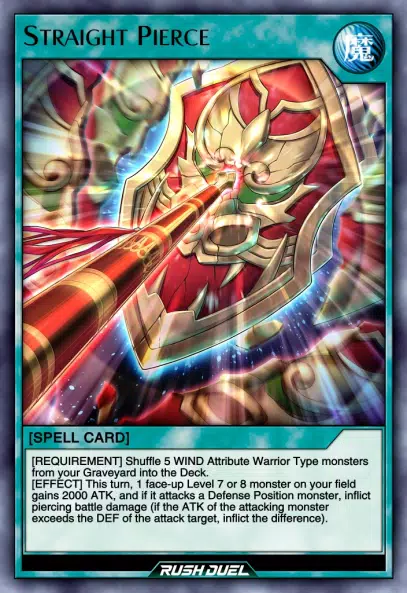 STRAIGHT PIERCE
魔
[SPELL CARD]
[REQUIREMENT] Shuffle 5 WIND Attribute Warrior Type monsters
from your Graveyard into the Deck.
[EFFECT] This turn, 1 face-up Level 7 or 8 monster on your field
gains 2000 ATK, and if it attacks a Defense Position monster, inflict
piercing battle damage (if the ATK of the attacking monster
exceeds the DEF of the attack target, inflict the difference).
RUSH DUEL